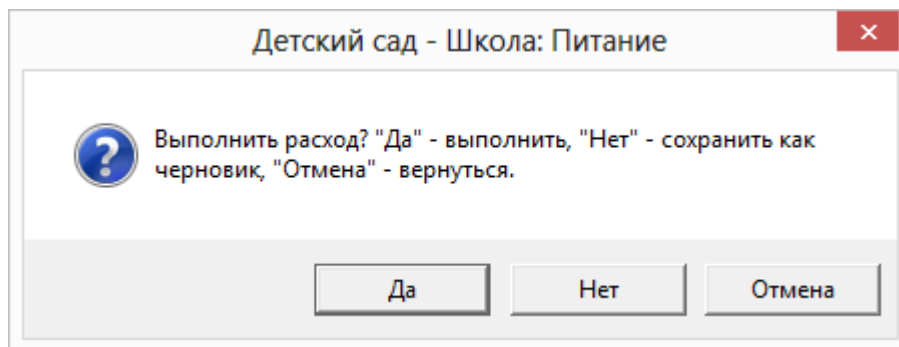 Детский сад - Школа: Питание
Выполнить расход? "Да" - выполнить, "Нет" - сохранить как
черновик, "Отмена" - вернуться.
Да
Нет
Отмена